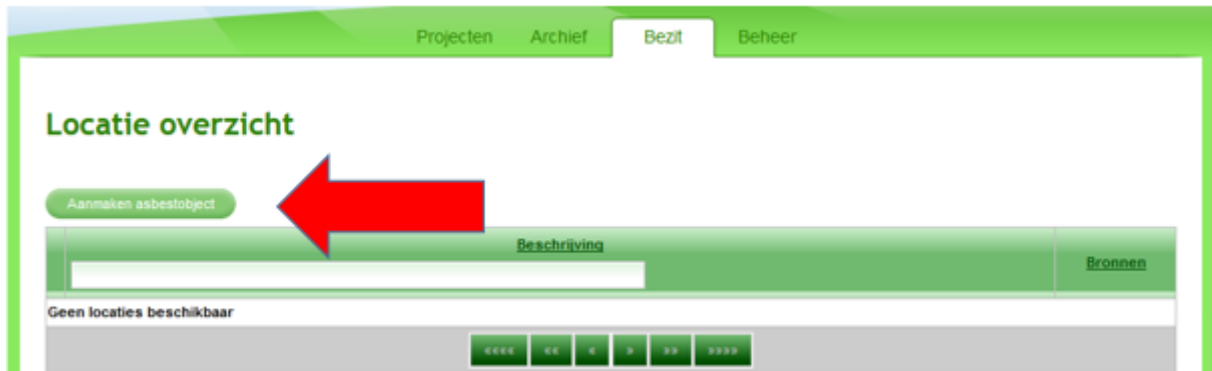 Projecten Archief Bezit Beheer
Locatie overzicht
Aanmaken asbestobject
Beschrijving
Bronnen
Geen locaties beschikbaar
«««« «« « » »» »»»»